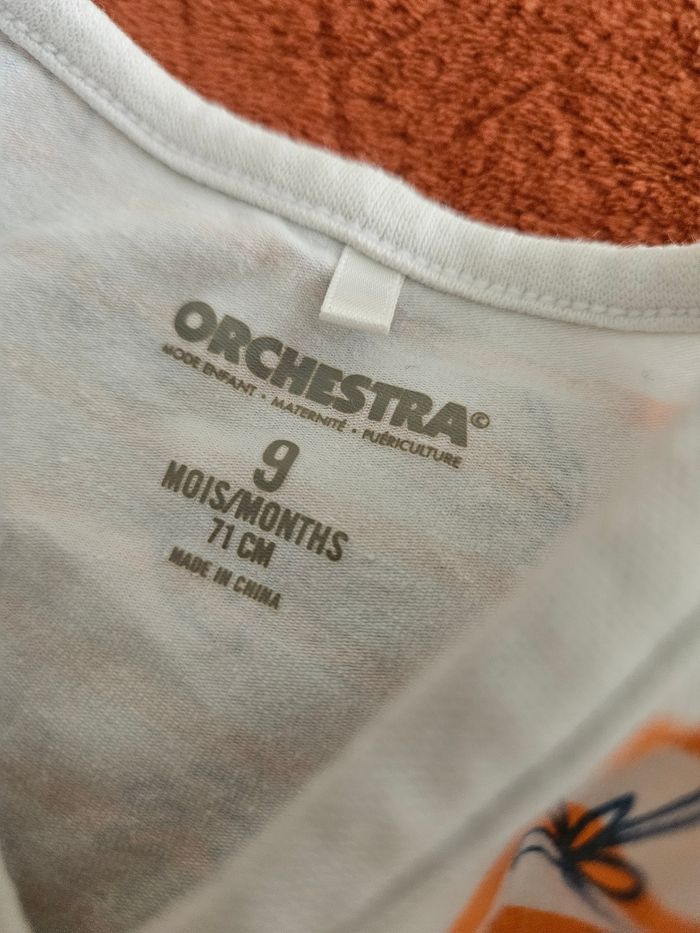 ORCHESTRA©
MODE ENFANT • MATERNITÉ • PUÉRICULTURE
9
MOIS/MONTHS
71 CM
MADE IN CHINA